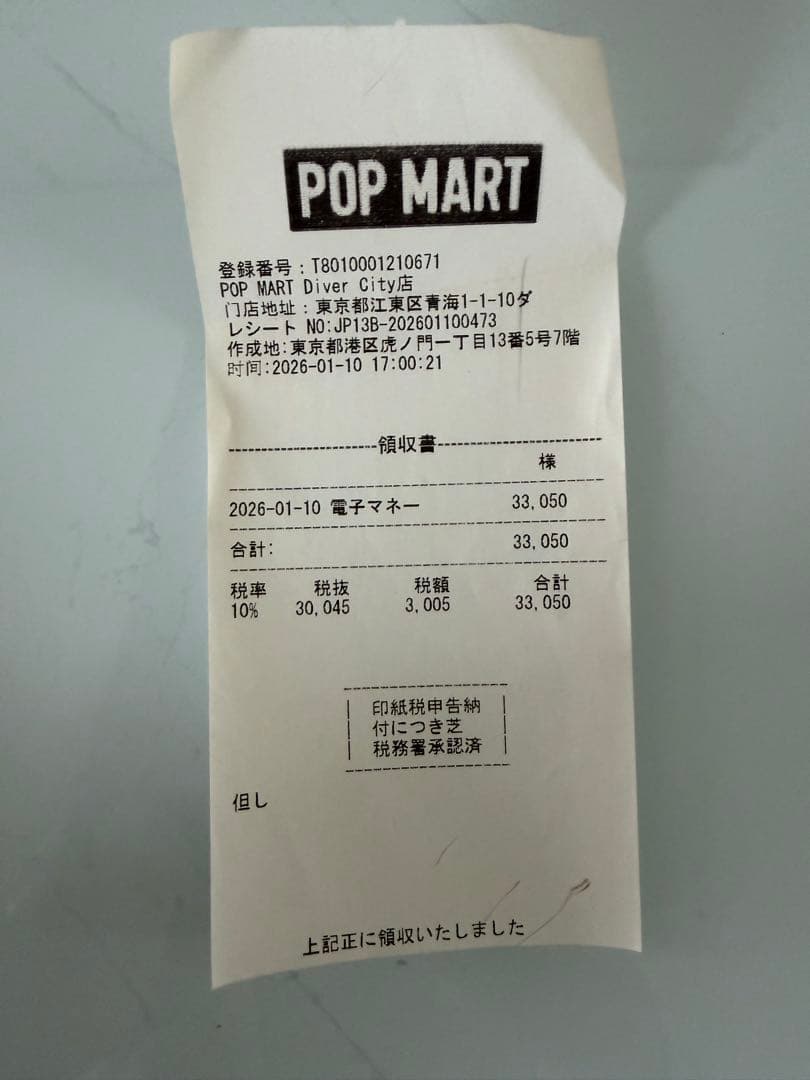 POP MART
登録番号：T8010001210671
POP MART Diver City店
门店地址：東京都江東区青海1-1-10ダ
レシート NO:JP13B-202601100473
作成地:東京都港区虎ノ門一丁目13番5号7階
时间:2026-01-10 17:00:21
-----------------------領収書-------------------------
様
2026-01-10 電子マネー 33,050
合計: 33,050
税率 税抜 税額 合計
10% 30,045 3,005 33,050
| 印紙税申告納 |
| 付につき芝 |
| 税務署承認済 |
但し
上記正に領収いたしました